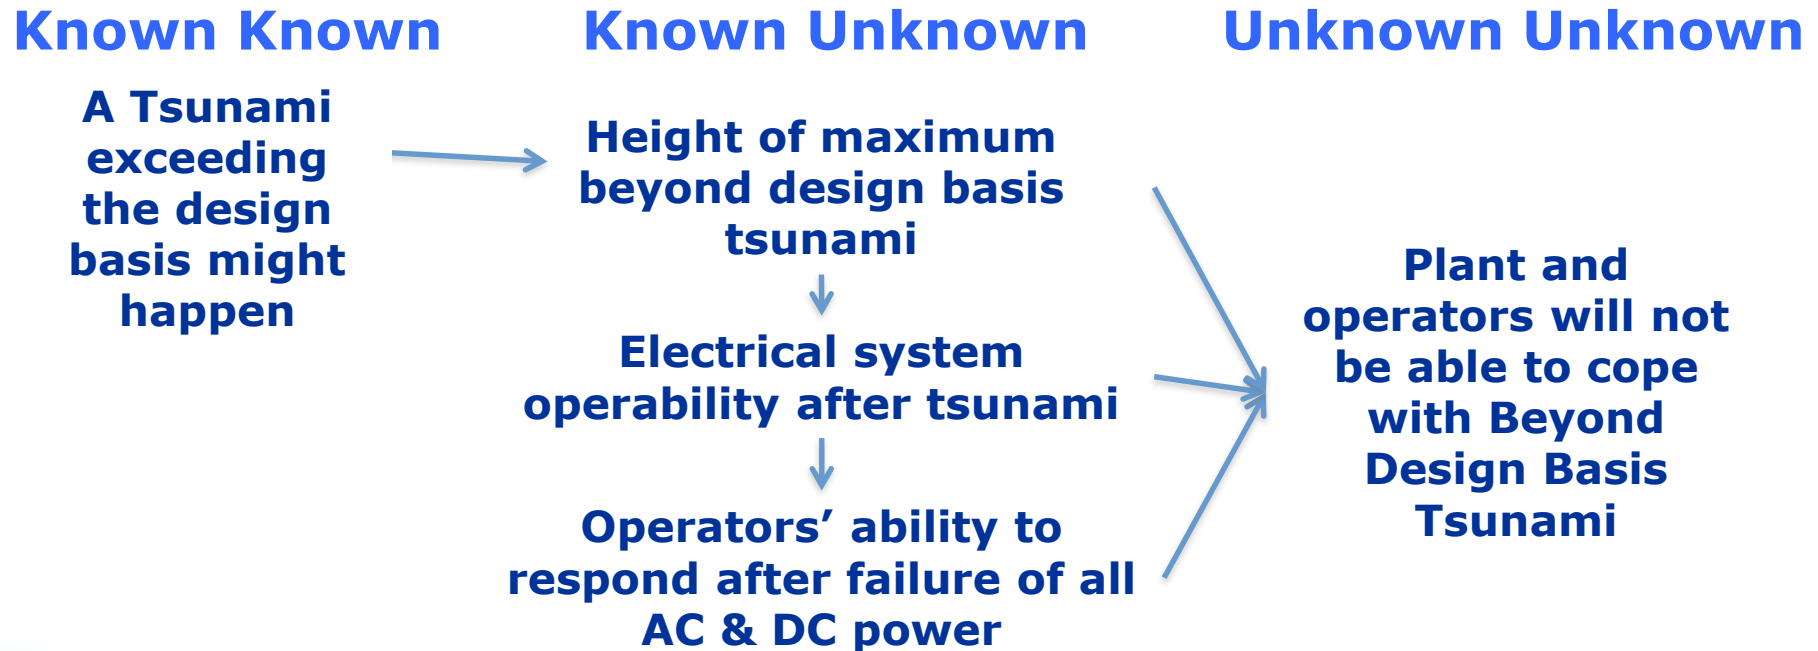 Known Known
A Tsunami
exceeding
the design
basis might
happen
Known Unknown
Height of maximum
beyond design basis
tsunami
Electrical system
operability after tsunami
Operators’ ability to
respond after failure of all
AC & DC power
Unknown Unknown
Plant and
operators will not
be able to cope
with Beyond
Design Basis
Tsunami